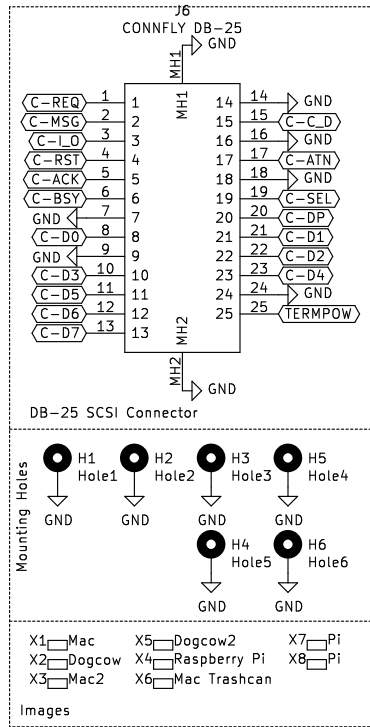 J6
CONNFLY DB-25
MH1 GND
MH1
C-REQ 1 1 14 14 GND
C-MSG 2 2 15 15 C-C_D
C-I_O 3 3 16 16 GND
C-RST 4 4 17 17 C-ATN
C-ACK 5 5 18 18 GND
C-BSY 6 6 19 19 C-SEL
GND 7 7 20 20 C-DP
C-D0 8 8 21 21 C-D1
GND 9 9 22 22 C-D2
C-D3 10 10 23 23 C-D4
C-D5 11 11 24 24 GND
C-D6 12 12 25 25 TERMPOW
C-D7 13 13
MH2
MH2 GND
DB-25 SCSI Connector
Mounting Holes
H1 H2 H3 H5
Hole1 Hole2 Hole3 Hole4
GND GND GND GND
H4 H6
Hole5 Hole6
GND GND
X1 Mac X5 Dogcow2 X7 Pi
X2 Dogcow X4 Raspberry Pi X8 Pi
X3 Mac2 X6 Mac Trashcan
Images